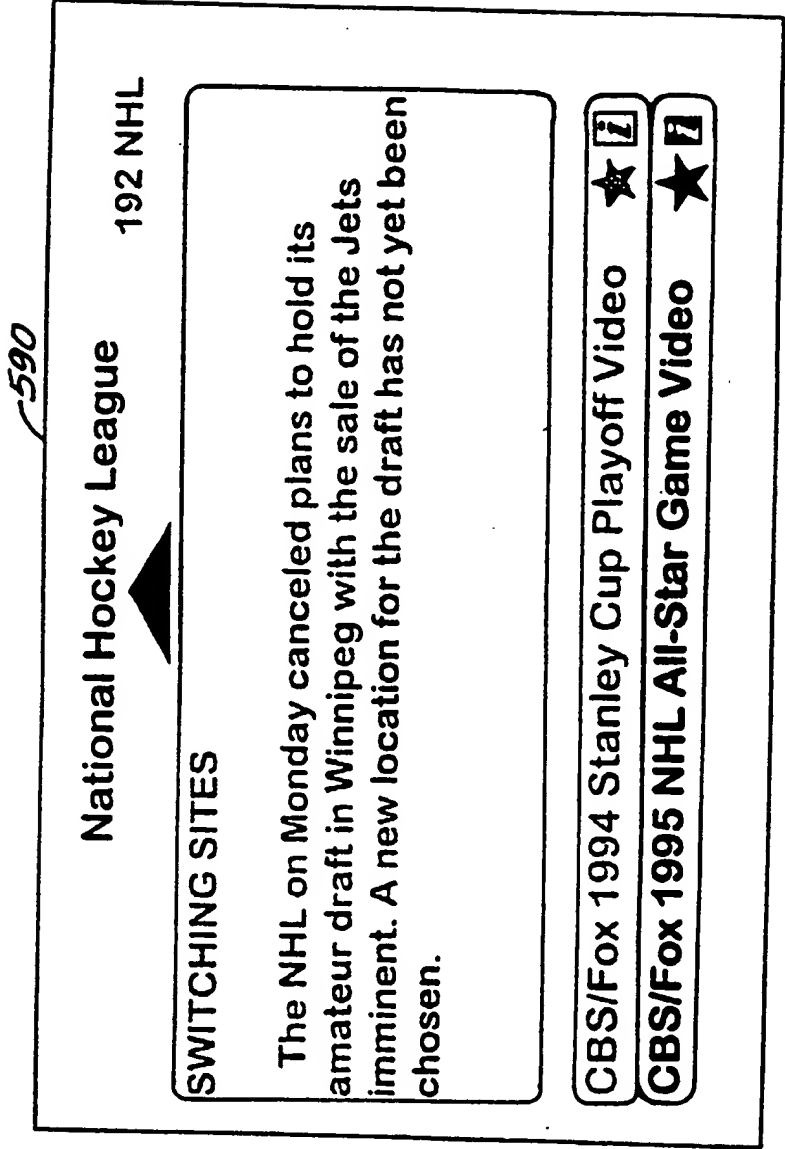 590
National Hockey League
192 NHL
SWITCHING SITES
The NHL on Monday canceled plans to hold its
amateur draft in Winnipeg with the sale of the Jets
imminent. A new location for the draft has not yet been
chosen.
CBS/Fox 1994 Stanley Cup Playoff Video i
CBS/Fox 1995 NHL All-Star Game Video i